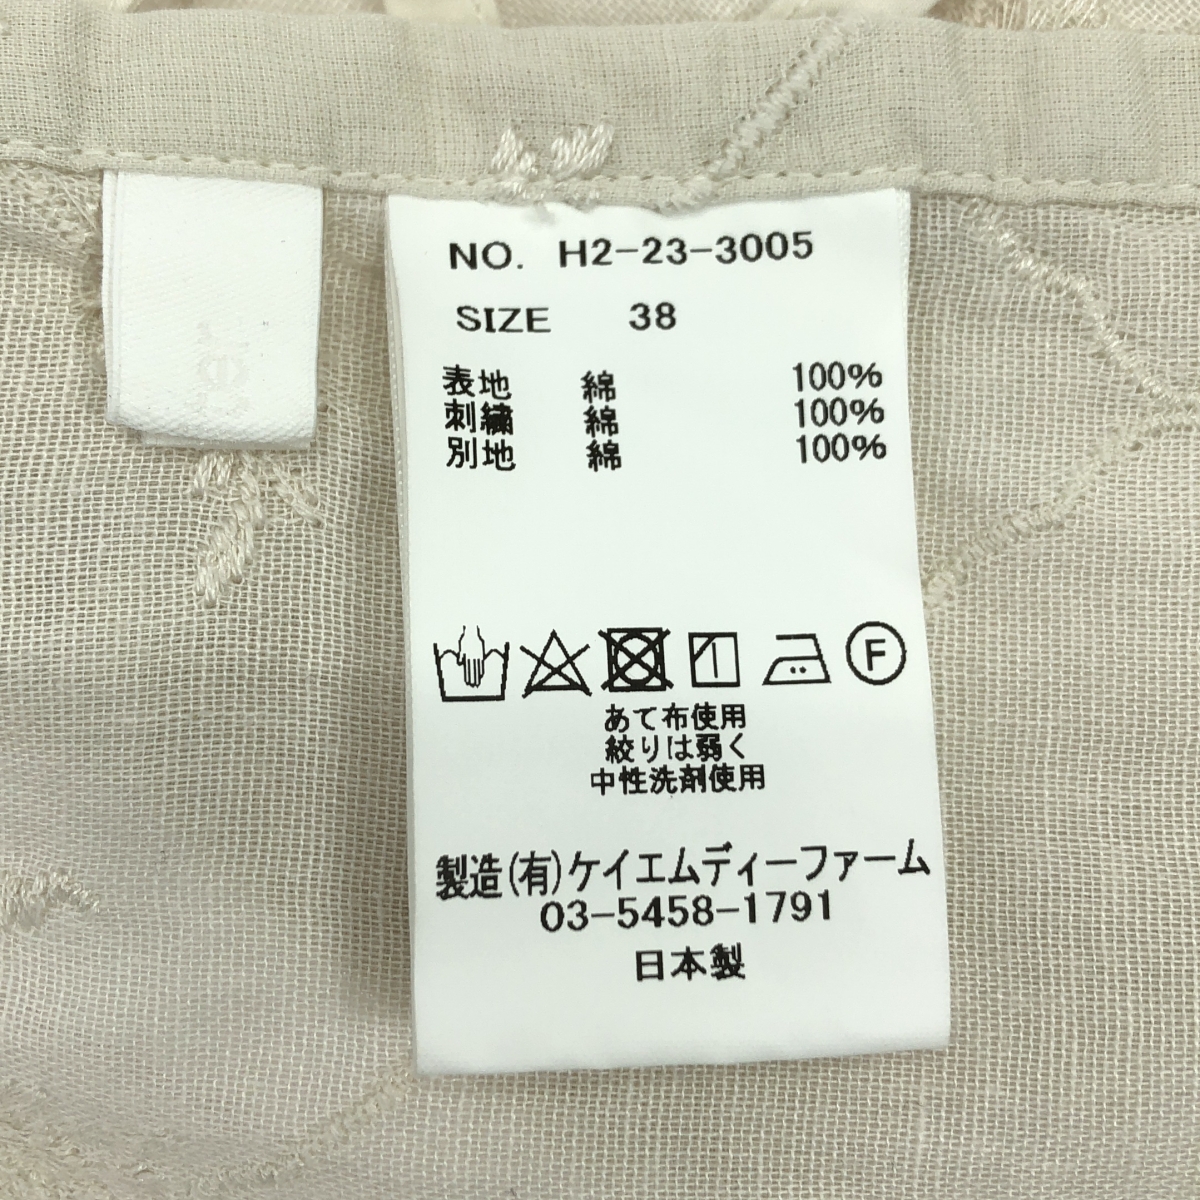 NO. H2-23-3005
SIZE 38
表地 綿 100%
刺繍 綿 100%
別地 綿 100%
F
あて布使用
絞りは弱く
中性洗剤使用
製造(有)ケイエムディーファーム
03-5458-1791
日本製